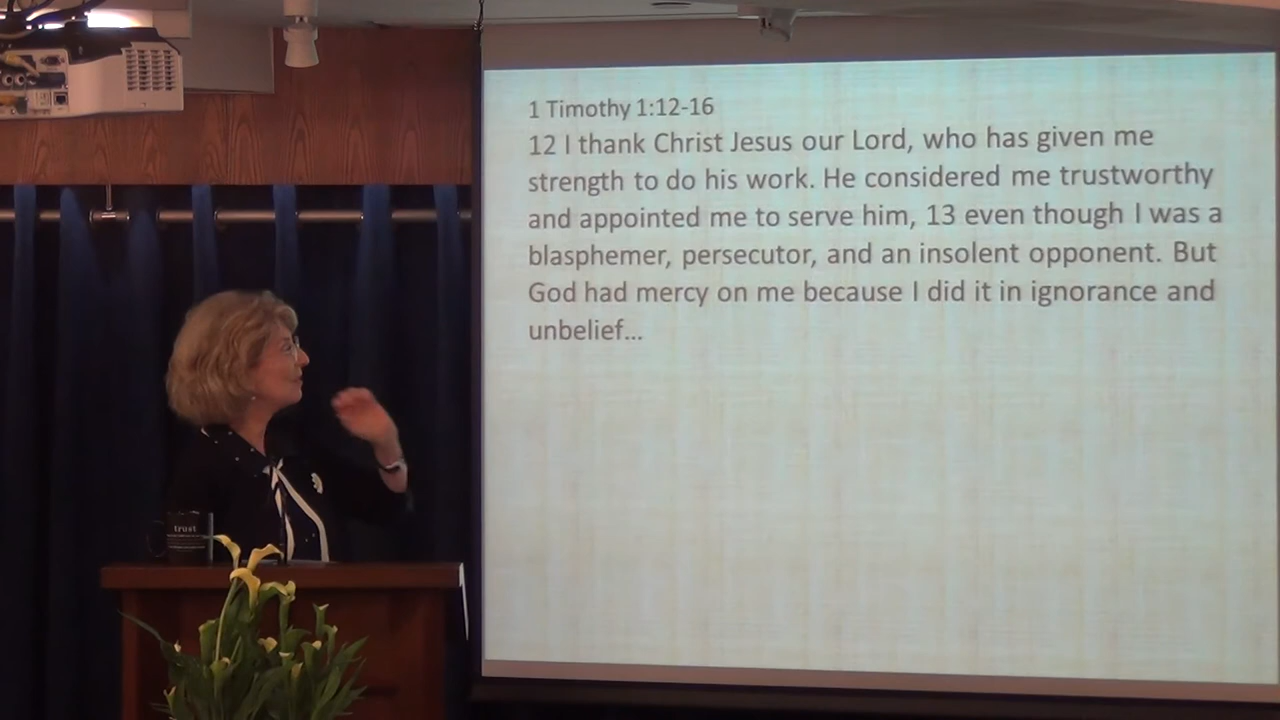 1 Timothy 1:12-16
12 I thank Christ Jesus our Lord, who has given me
strength to do his work. He considered me trustworthy
and appointed me to serve him, 13 even though I was a
blasphemer, persecutor, and an insolent opponent. But
God had mercy on me because I did it in ignorance and
unbelief...
trust